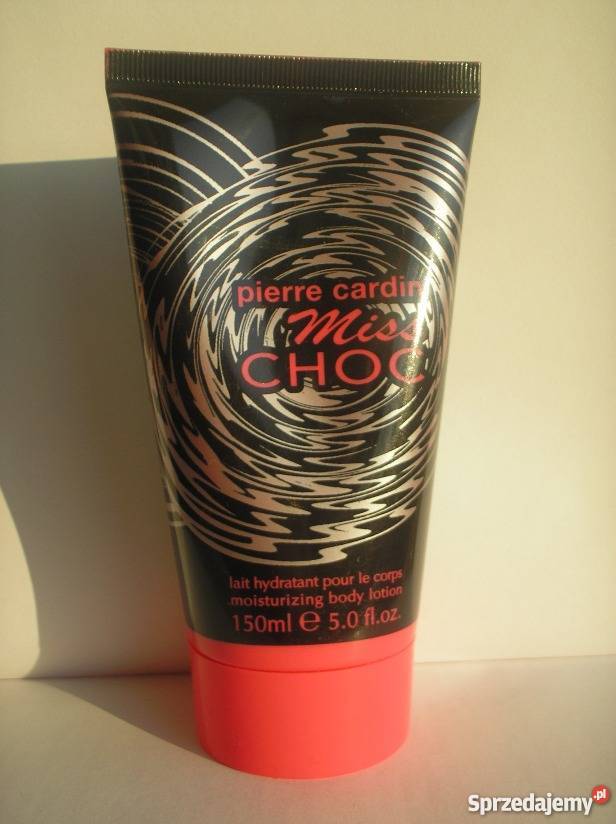 pierre cardin
Miss
CHOC
lait hydratant pour le corps
moisturizing body lotion
150ml ℮ 5.0 fl.oz.
Sprzedajemy.pl